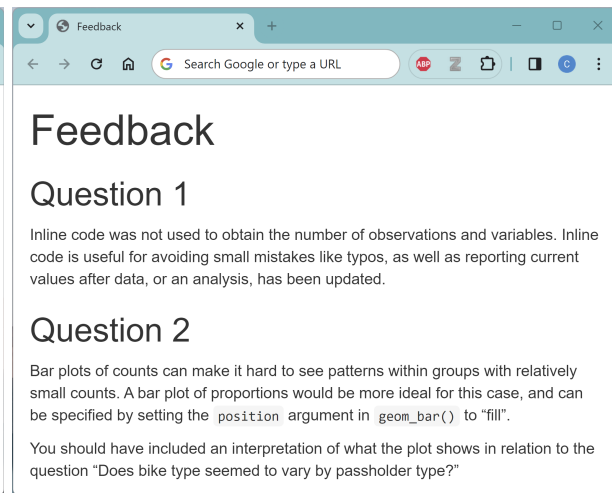 Feedback
Search Google or type a URL
ABP
Z
C
Feedback
Question 1
Inline code was not used to obtain the number of observations and variables. Inline
code is useful for avoiding small mistakes like typos, as well as reporting current
values after data, or an analysis, has been updated.
Question 2
Bar plots of counts can make it hard to see patterns within groups with relatively
small counts. A bar plot of proportions would be more ideal for this case, and can
be specified by setting the position argument in geom_bar() to “fill”.
You should have included an interpretation of what the plot shows in relation to the
question “Does bike type seemed to vary by passholder type?”